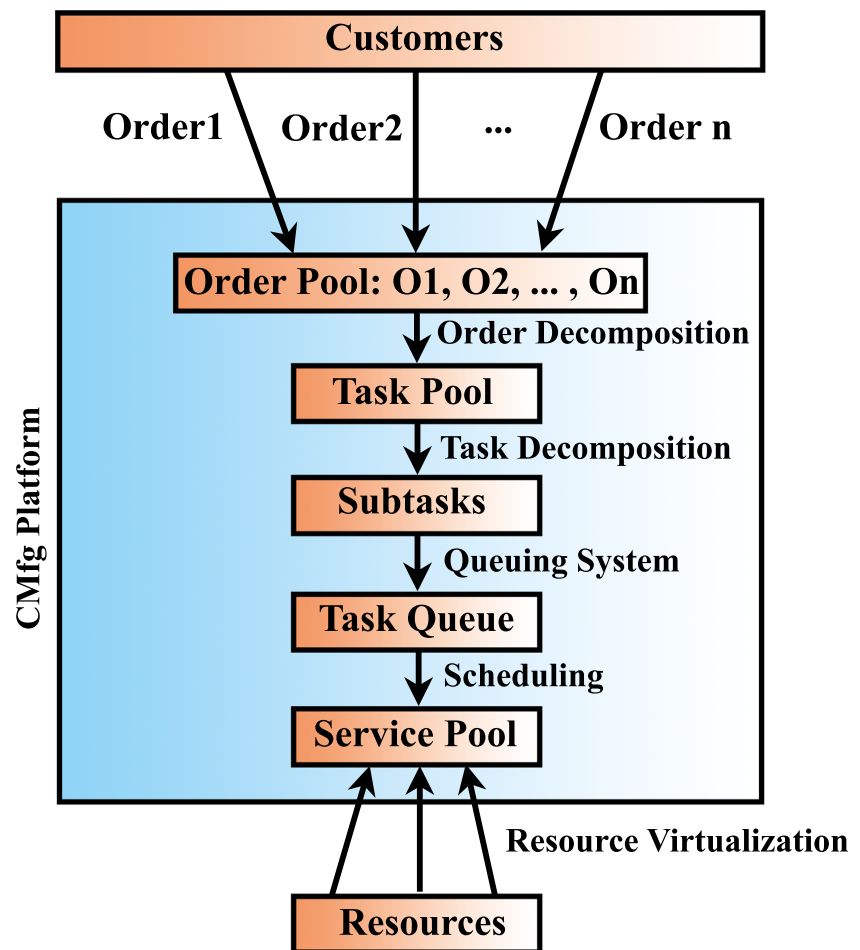 Customers
Order1
Order2
...
Order n
Order Pool: O1, O2, ... , On
Order Decomposition
Task Pool
Task Decomposition
Subtasks
Queuing System
Task Queue
Scheduling
Service Pool
CMfg Platform
Resource Virtualization
Resources